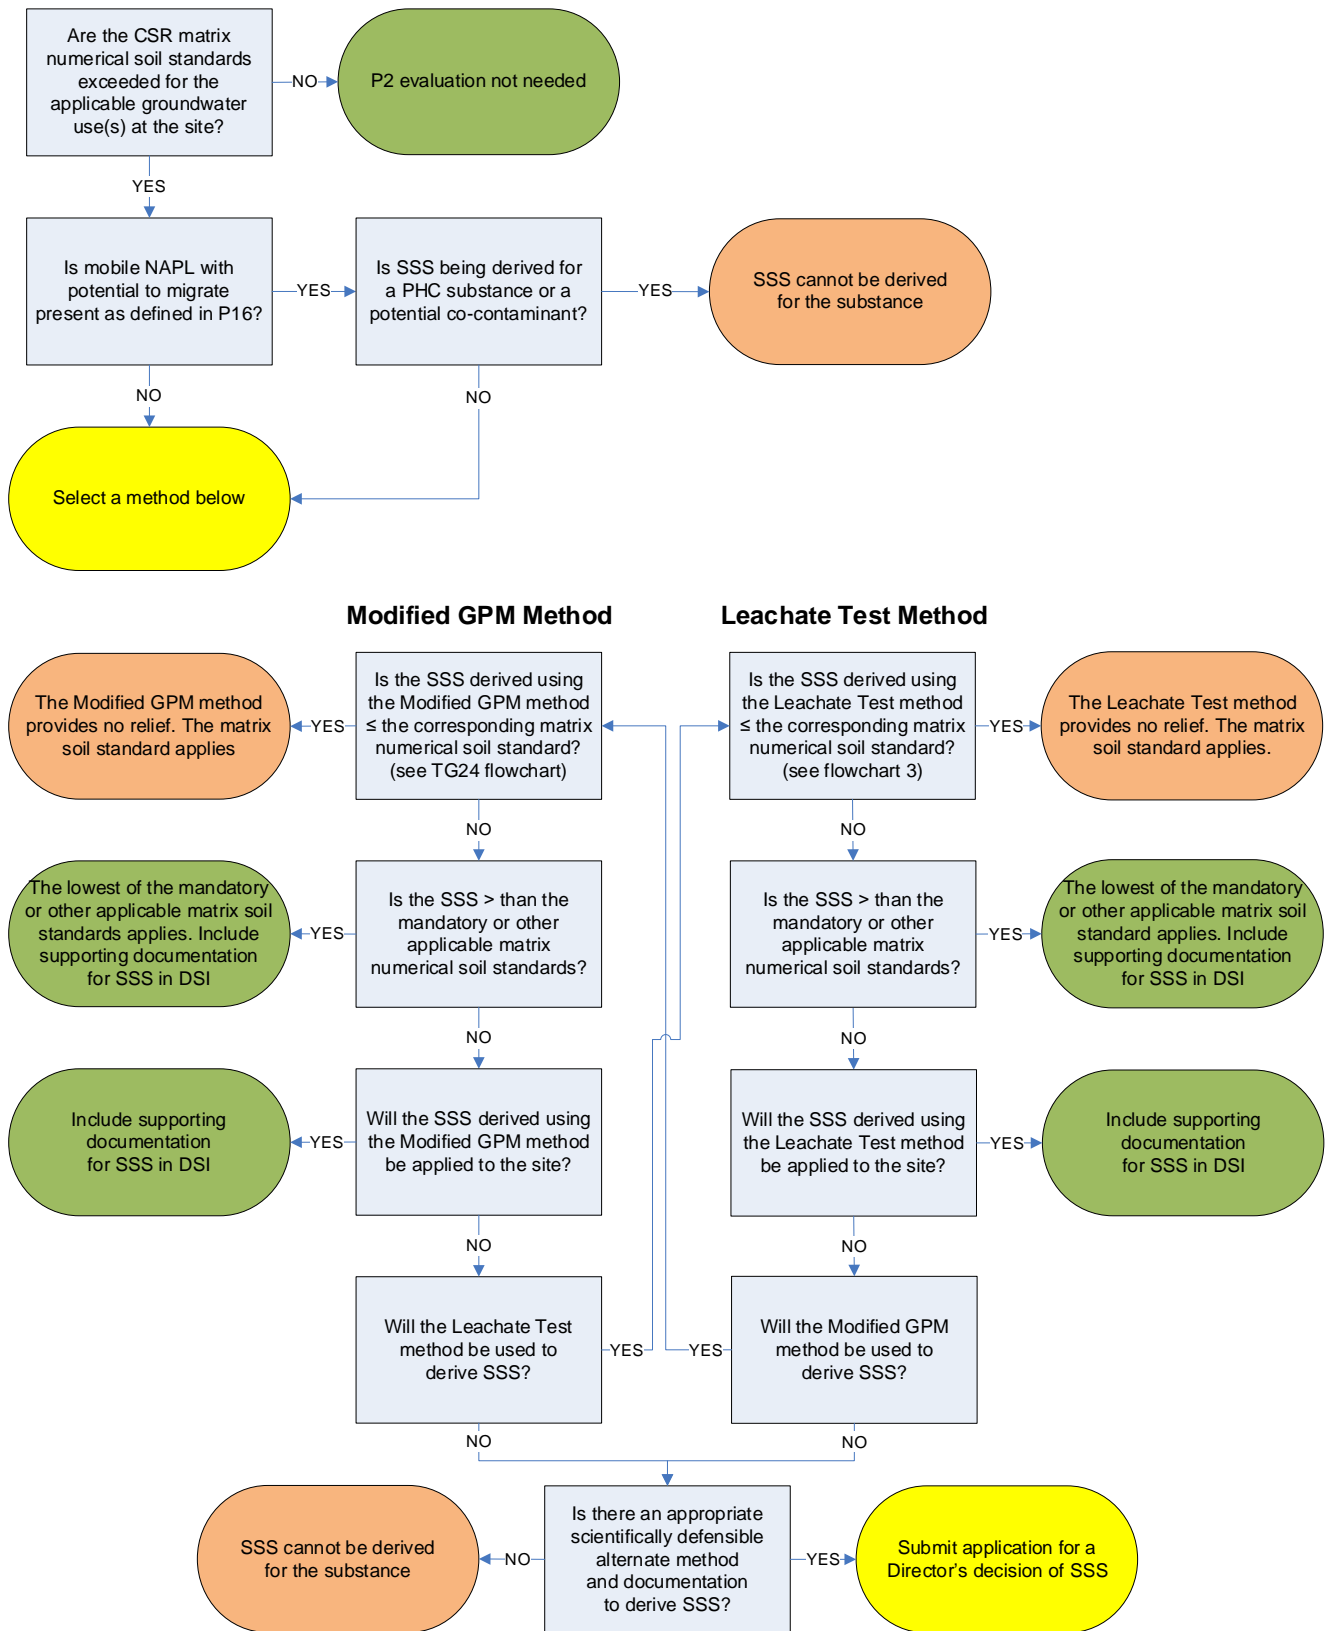 Are the CSR matrix
numerical soil standards
exceeded for the
applicable groundwater
use(s) at the site?
NO
P2 evaluation not needed
YES
Is mobile NAPL with
potential to migrate
present as defined in P16?
YES
Is SSS being derived for
a PHC substance or a
potential co-contaminant?
YES
SSS cannot be derived
for the substance
NO
NO
Select a method below
Modified GPM Method
Leachate Test Method
The Modified GPM method
provides no relief. The matrix
soil standard applies
YES
Is the SSS derived using
the Modified GPM method
≤ the corresponding matrix
numerical soil standard?
(see TG24 flowchart)
Is the SSS derived using
the Leachate Test method
≤ the corresponding matrix
numerical soil standard?
(see flowchart 3)
YES
The Leachate Test method
provides no relief. The matrix
soil standard applies.
NO
NO
The lowest of the mandatory
or other applicable matrix soil
standards applies. Include
supporting documentation
for SSS in DSI
YES
Is the SSS > than the
mandatory or other
applicable matrix
numerical soil standards?
Is the SSS > than the
mandatory or other
applicable matrix
numerical soil standards?
YES
The lowest of the mandatory
or other applicable matrix soil
standard applies. Include
supporting documentation
for SSS in DSI
NO
NO
Include supporting
documentation
for SSS in DSI
YES
Will the SSS derived using
the Modified GPM method
be applied to the site?
Will the SSS derived using
the Leachate Test method
be applied to the site?
YES
Include supporting
documentation
for SSS in DSI
NO
NO
Will the Leachate Test
method be used to
derive SSS?
YES
YES
Will the Modified GPM
method be used to
derive SSS?
NO
NO
SSS cannot be derived
for the substance
NO
Is there an appropriate
scientifically defensible
alternate method
and documentation
to derive SSS?
YES
Submit application for a
Director's decision of SSS